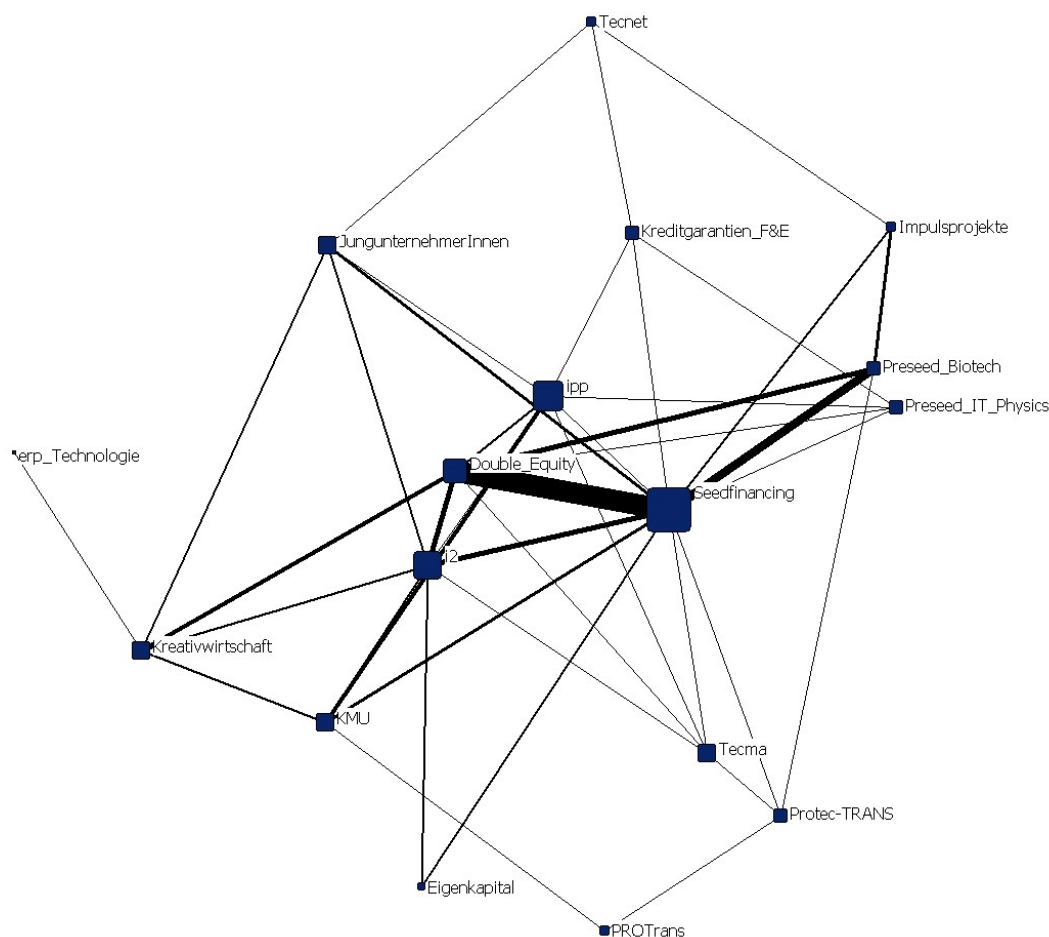 Tecnet
Impulsprojekte
Kreditgarantien_F&E
JungunternehmerInnen
Preseed_Biotech
ipp
Preseed_IT_Physics
erp_Technologie
Double_Equity
Seedfinancing
i2
Kreativwirtschaft
KMU
Tecma
Protec-TRANS
Eigenkapital
PROTrans